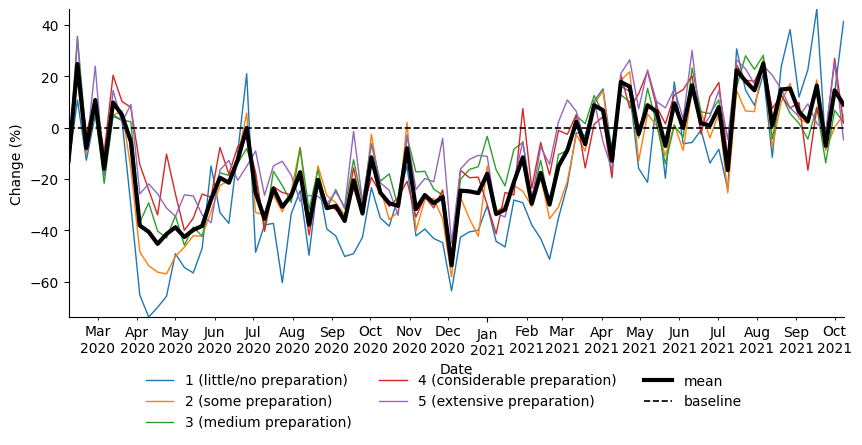 Change (%)
40
20
0
−20
−40
−60
Mar Apr May Jun Jul Aug Sep Oct Nov Dec Jan Feb Mar Apr May Jun Jul Aug Sep Oct
2020 2020 2020 2020 2020 2020 2020 2020 2020 2020 2021 2021 2021 2021 2021 2021 2021 2021 2021 2021
Date
1 (little/no preparation) 4 (considerable preparation) mean
2 (some preparation) 5 (extensive preparation) baseline
3 (medium preparation)